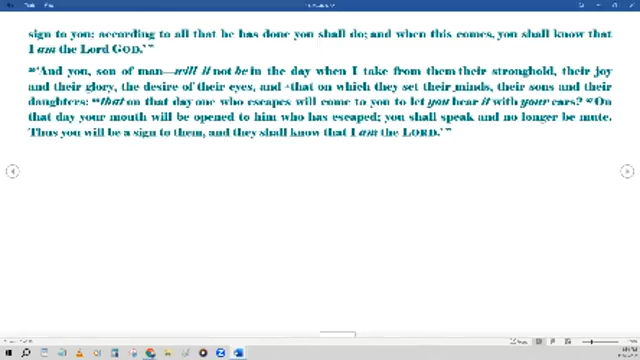 sign to you; according to all that he has done you shall do; and when this comes, you shall know that
I am the Lord GOD.’ ”
“And you, son of man—will it not be in the day when I take from them their stronghold, their joy
and their glory, the desire of their eyes, and that on which they set their minds, their sons and their
daughters: that on that day one who escapes will come to you to let you hear it with your ears? On
that day your mouth will be opened to him who has escaped; you shall speak and no longer be mute.
Thus you will be a sign to them, and they shall know that I am the LORD.’ ”